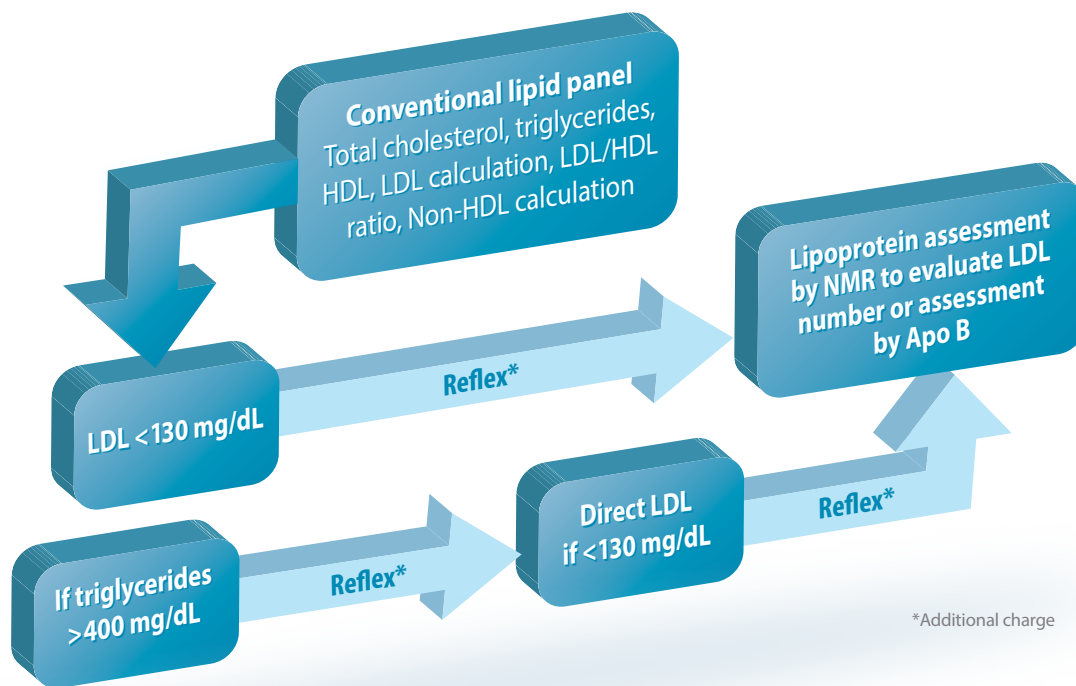 Conventional lipid panel
Total cholesterol, triglycerides,
HDL, LDL calculation, LDL/HDL
ratio, Non-HDL calculation
Lipoprotein assessment
by NMR to evaluate LDL
number or assessment
by Apo B
Reflex*
LDL <130 mg/dL
Direct LDL
if <130 mg/dL
Reflex*
If triglycerides
>400 mg/dL
Reflex*
*Additional charge